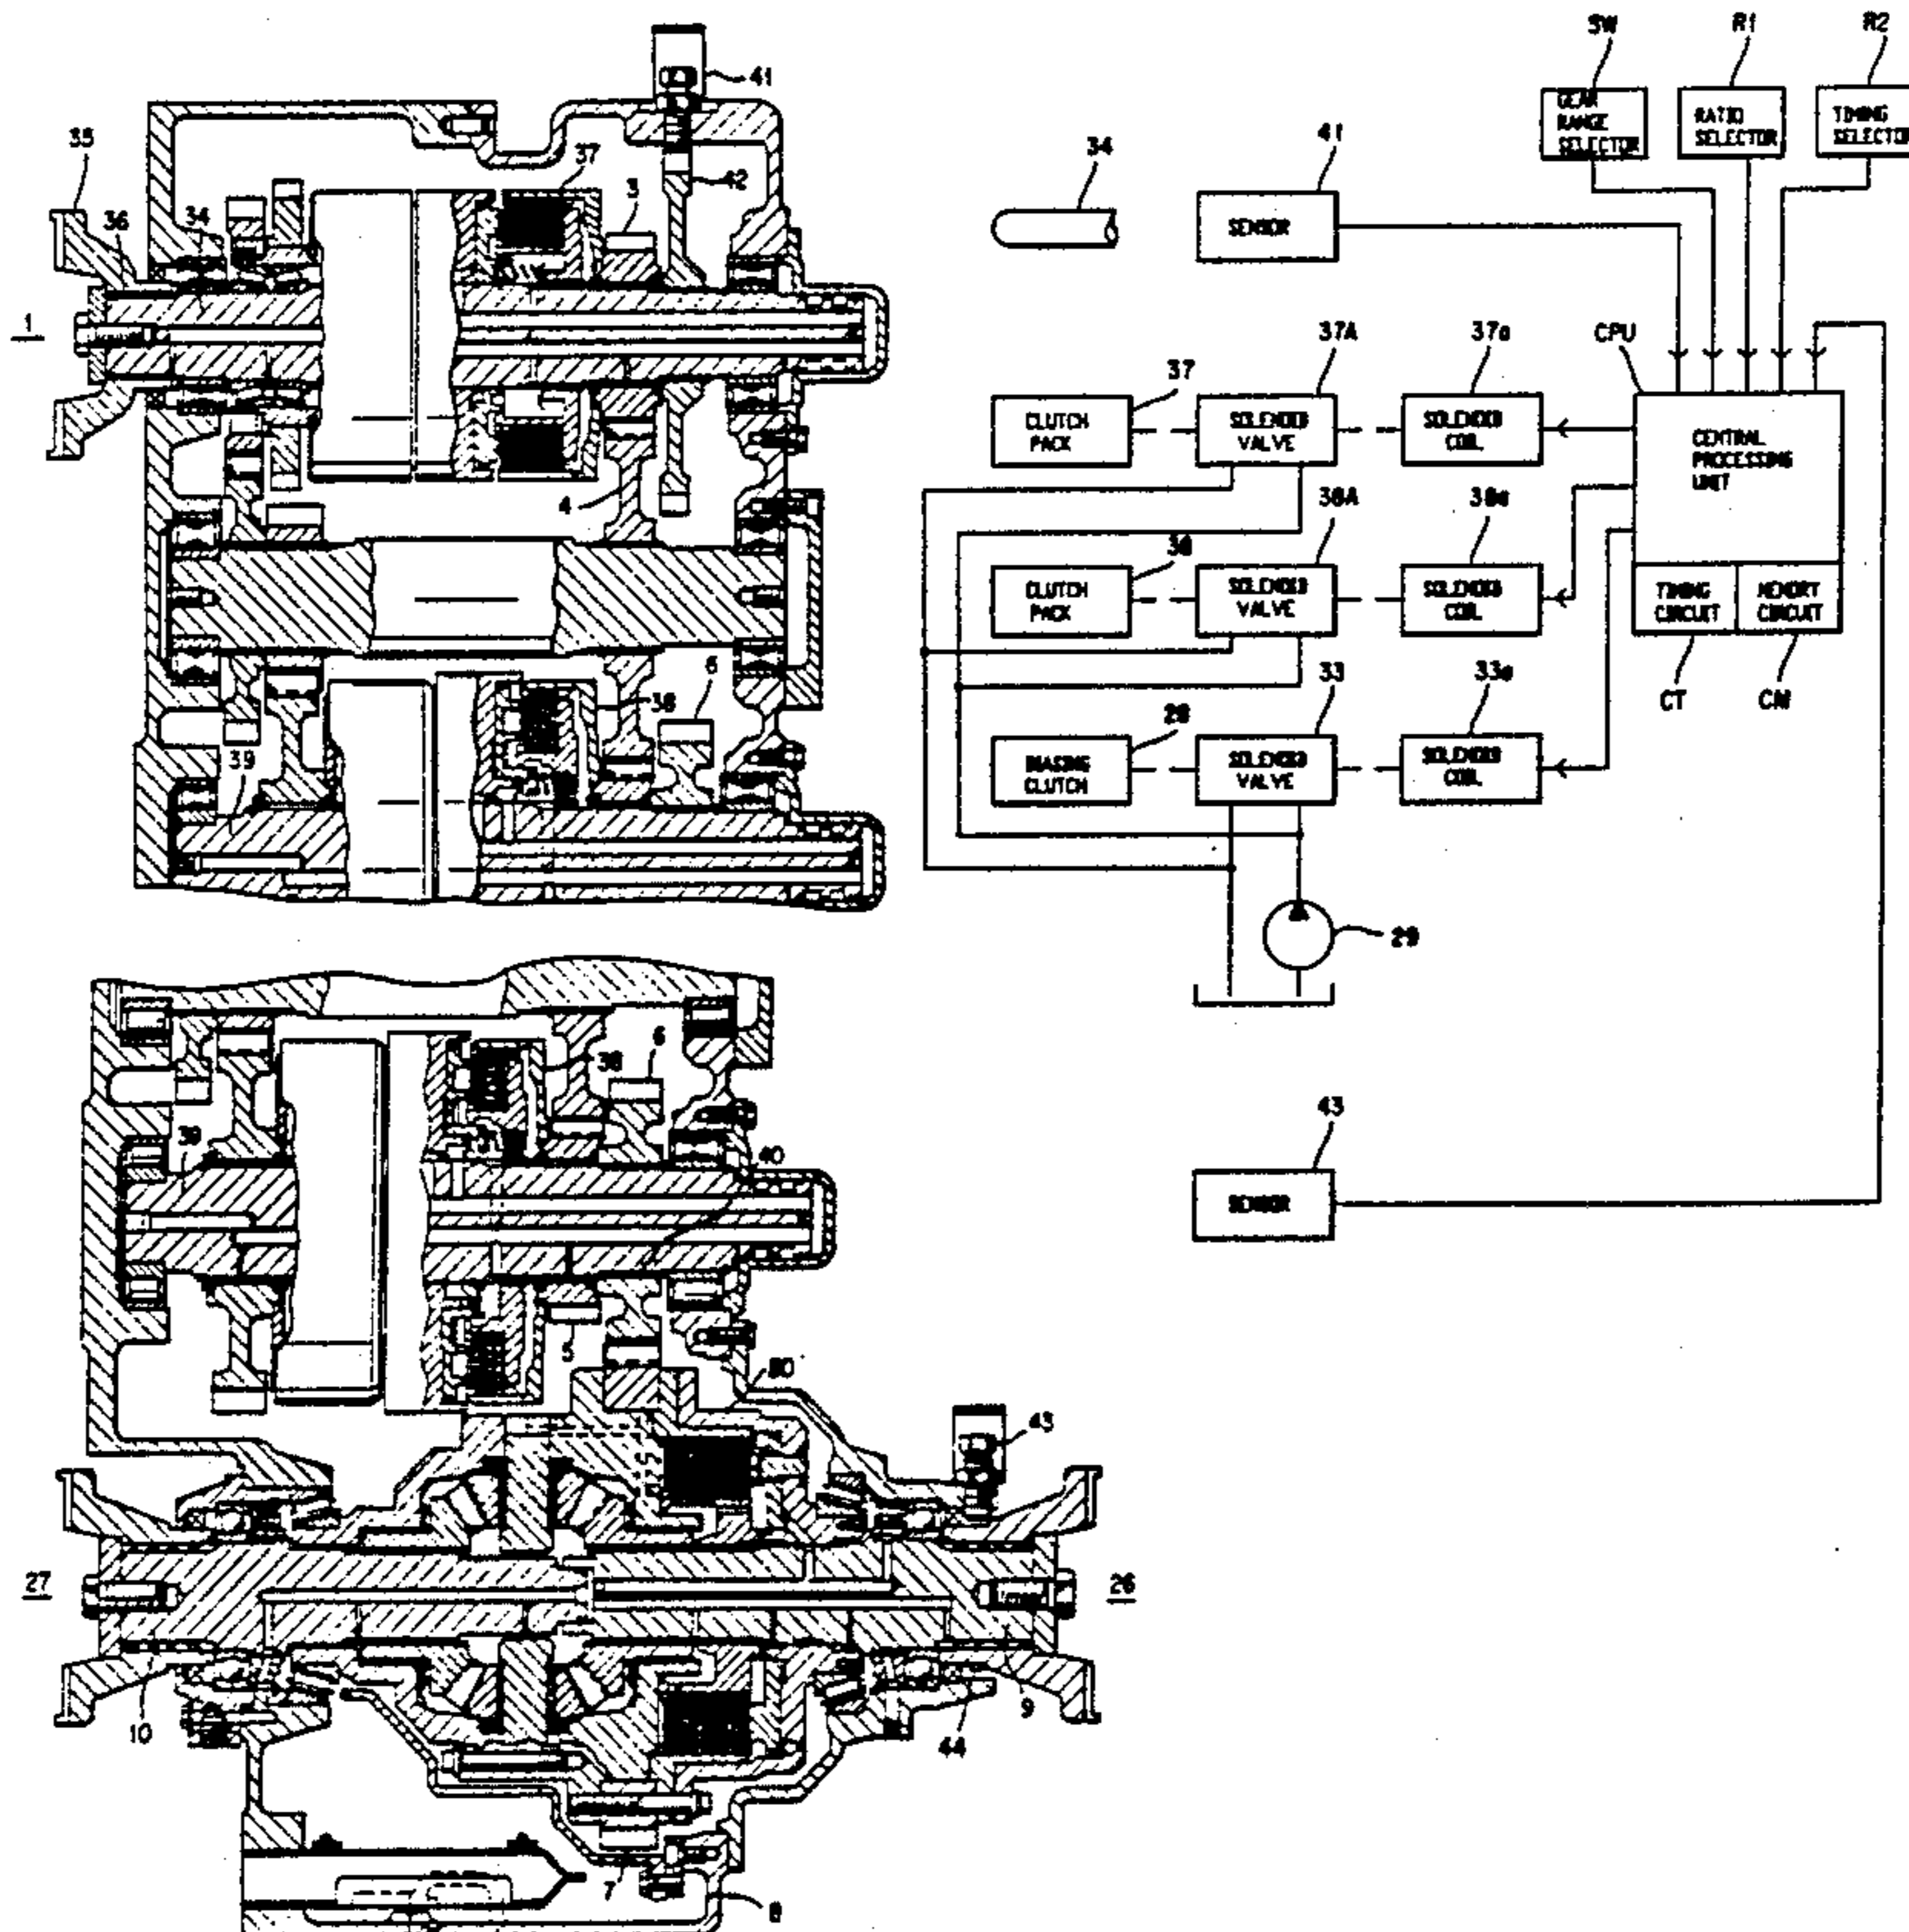 SW
R1
R2
GEAR
RANGE
SELECTOR
RATIO
SELECTOR
TIMING
SELECTOR
41
35
36
34
37
3
42
1
34
41
SENSOR
37
37A
37a
CPU
CLUTCH
PACK
SOLENOID
VALVE
SOLENOID
COIL
CENTRAL
PROCESSING
UNIT
4
38
38A
38a
CLUTCH
PACK
SOLENOID
VALVE
SOLENOID
COIL
TIMING
CIRCUIT
MEMORY
CIRCUIT
CT
CM
6
38
39
28
33
33a
BIASING
CLUTCH
SOLENOID
VALVE
SOLENOID
COIL
29
38
6
39
40
43
SENSOR
5
80
43
27
26
10
9
44
7
8